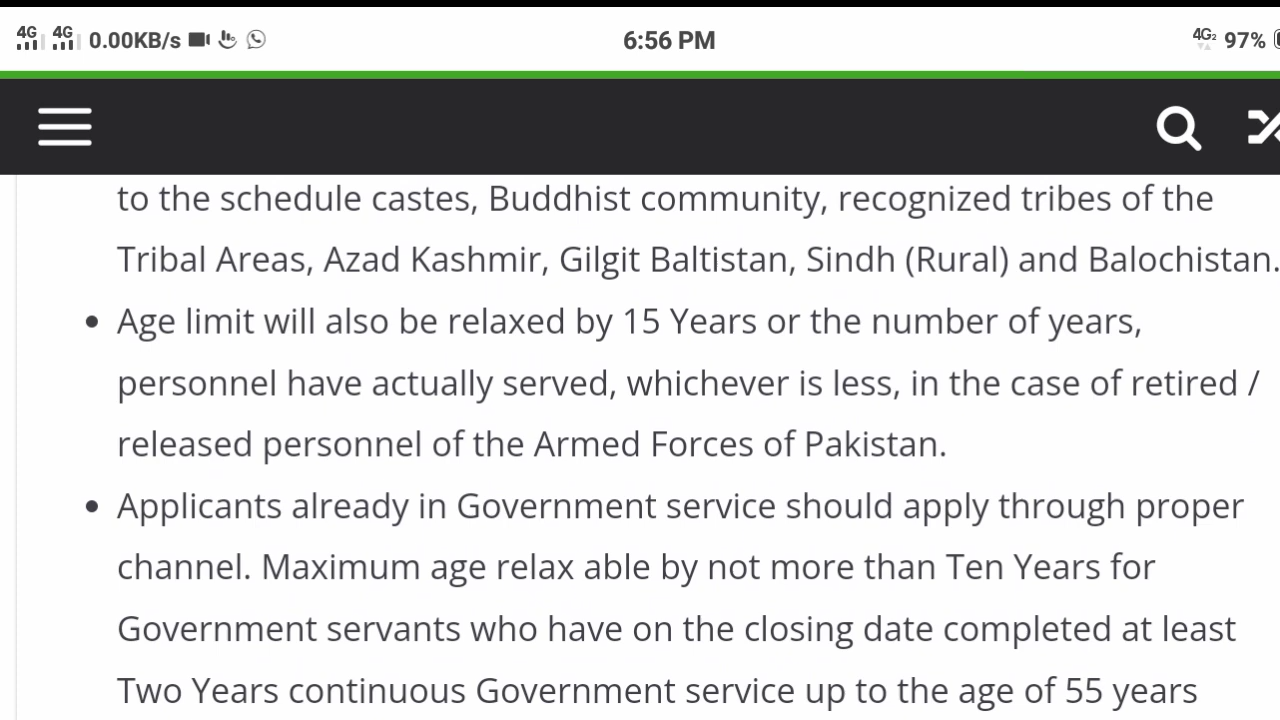 4G 4G 0.00KB/s 6:56 PM 4G2 97%
to the schedule castes, Buddhist community, recognized tribes of the
Tribal Areas, Azad Kashmir, Gilgit Baltistan, Sindh (Rural) and Balochistan.
• Age limit will also be relaxed by 15 Years or the number of years,
personnel have actually served, whichever is less, in the case of retired /
released personnel of the Armed Forces of Pakistan.
• Applicants already in Government service should apply through proper
channel. Maximum age relax able by not more than Ten Years for
Government servants who have on the closing date completed at least
Two Years continuous Government service up to the age of 55 years